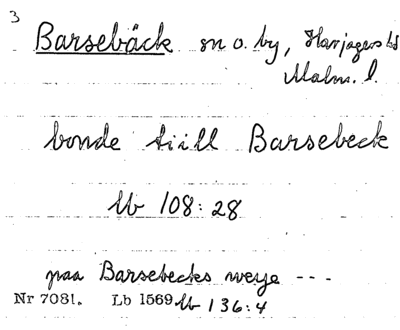 3
Barsebäck sn o. by, Harjagers hd
Malm. l.
bonde tiill Barsebeck
lb 108: 28
paa Barsebecks weye ---
Nr 7081. Lb 1569 lb 136:4